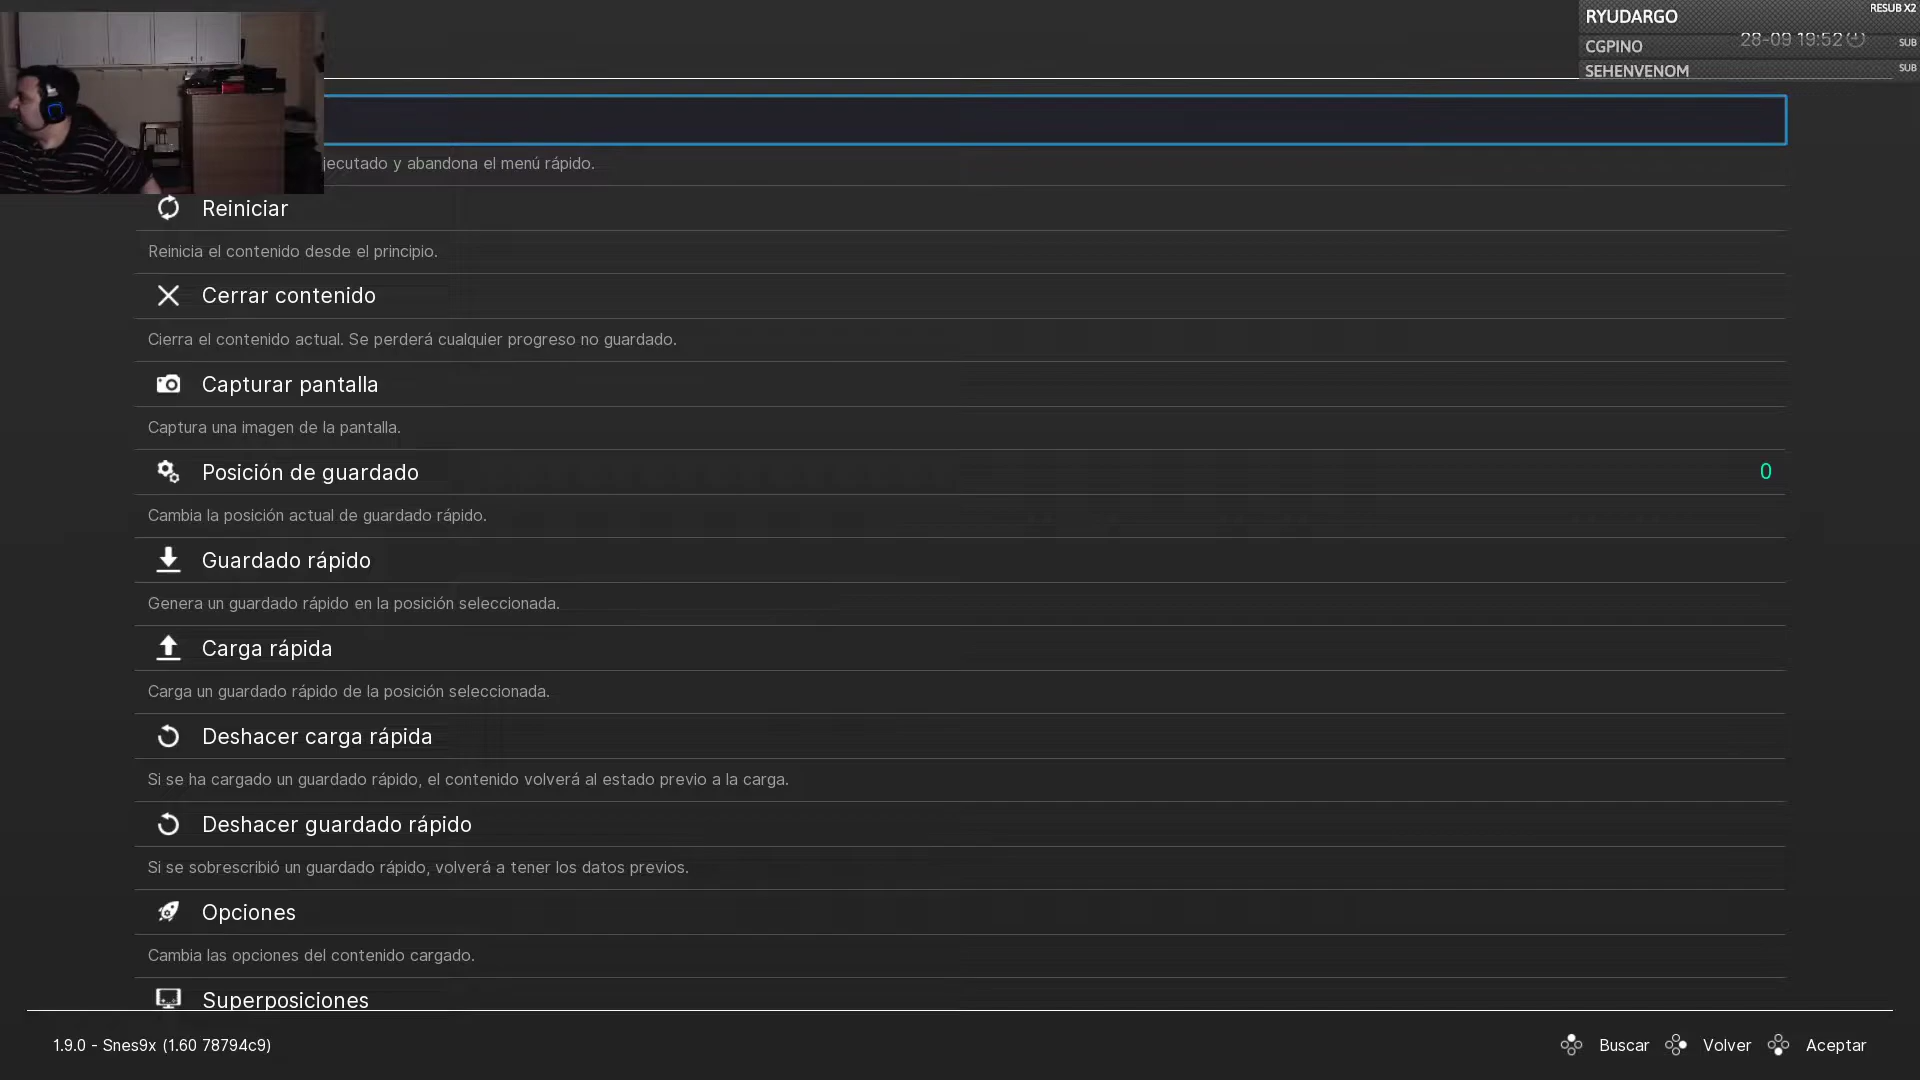 RYUDARGO RESUB X2
28-09 19:52
CGPINO SUB
SEHENVENOM SUB
jecutado y abandona el menú rápido.
Reiniciar
Reinicia el contenido desde el principio.
Cerrar contenido
Cierra el contenido actual. Se perderá cualquier progreso no guardado.
Capturar pantalla
Captura una imagen de la pantalla.
Posición de guardado 0
Cambia la posición actual de guardado rápido.
Guardado rápido
Genera un guardado rápido en la posición seleccionada.
Carga rápida
Carga un guardado rápido de la posición seleccionada.
Deshacer carga rápida
Si se ha cargado un guardado rápido, el contenido volverá al estado previo a la carga.
Deshacer guardado rápido
Si se sobrescribió un guardado rápido, volverá a tener los datos previos.
Opciones
Cambia las opciones del contenido cargado.
Superposiciones
1.9.0 - Snes9x (1.60 78794c9) Buscar Volver Aceptar